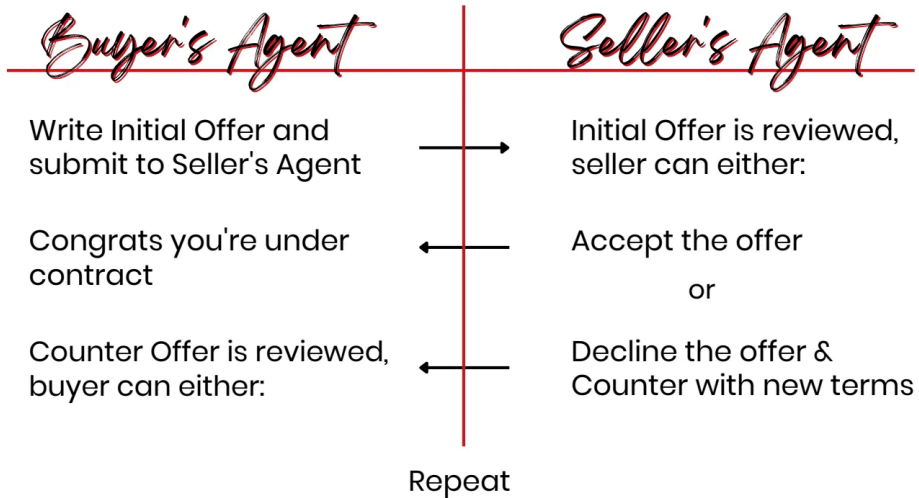 Buyer's Agent
Seller's Agent
Write Initial Offer and
submit to Seller's Agent
Initial Offer is reviewed,
seller can either:
Congrats you're under
contract
Accept the offer
or
Counter Offer is reviewed,
buyer can either:
Decline the offer &
Counter with new terms
Repeat